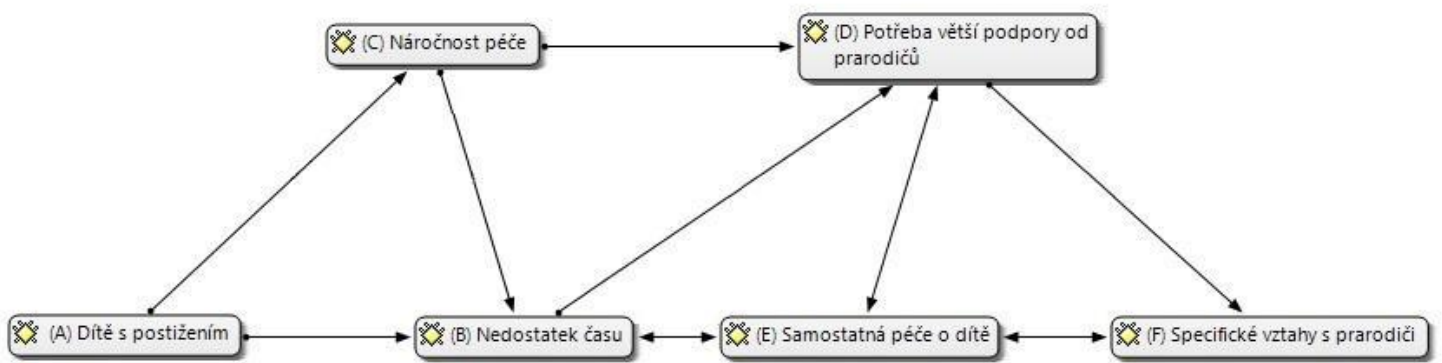 (C) Náročnost péče
(D) Potřeba větší podpory od
prarodičů
(A) Dítě s postižením
(B) Nedostatek času
(E) Samostatná péče o dítě
(F) Specifické vztahy s prarodiči